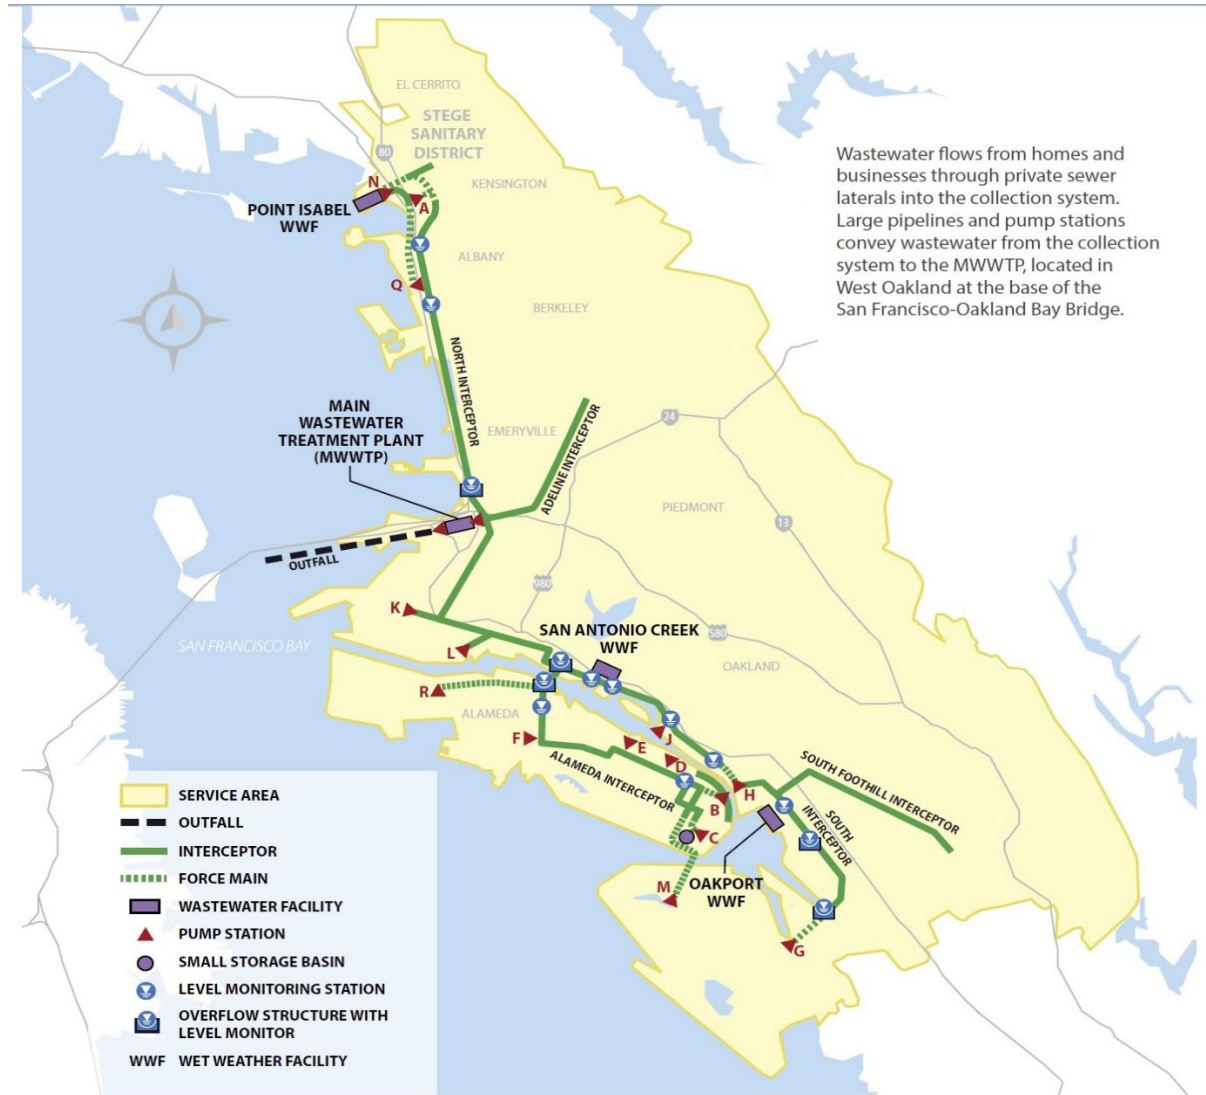 EL CERRITO
STEGE
SANITARY
DISTRICT
80
KENSINGTON
N
A
POINT ISABEL
WWF
ALBANY
Q
BERKELEY
Wastewater flows from homes and
businesses through private sewer
laterals into the collection system.
Large pipelines and pump stations
convey wastewater from the collection
system to the MWWTP, located in
West Oakland at the base of the
San Francisco-Oakland Bay Bridge.
NORTH INTERCEPTOR
MAIN
WASTEWATER
TREATMENT PLANT
(MWWTP)
EMERYVILLE
ADELINE INTERCEPTOR
24
PIEDMONT
13
OUTFALL
980
K
SAN ANTONIO CREEK
WWF
580
SAN FRANCISCO BAY
L
OAKLAND
R
ALAMEDA
F
E
J
D
ALAMEDA INTERCEPTOR
H
B
SOUTH FOOTHILL INTERCEPTOR
SOUTH
INTERCEPTOR
C
M
OAKPORT
WWF
G
SERVICE AREA
OUTFALL
INTERCEPTOR
FORCE MAIN
WASTEWATER FACILITY
PUMP STATION
SMALL STORAGE BASIN
LEVEL MONITORING STATION
OVERFLOW STRUCTURE WITH
LEVEL MONITOR
WWF WET WEATHER FACILITY